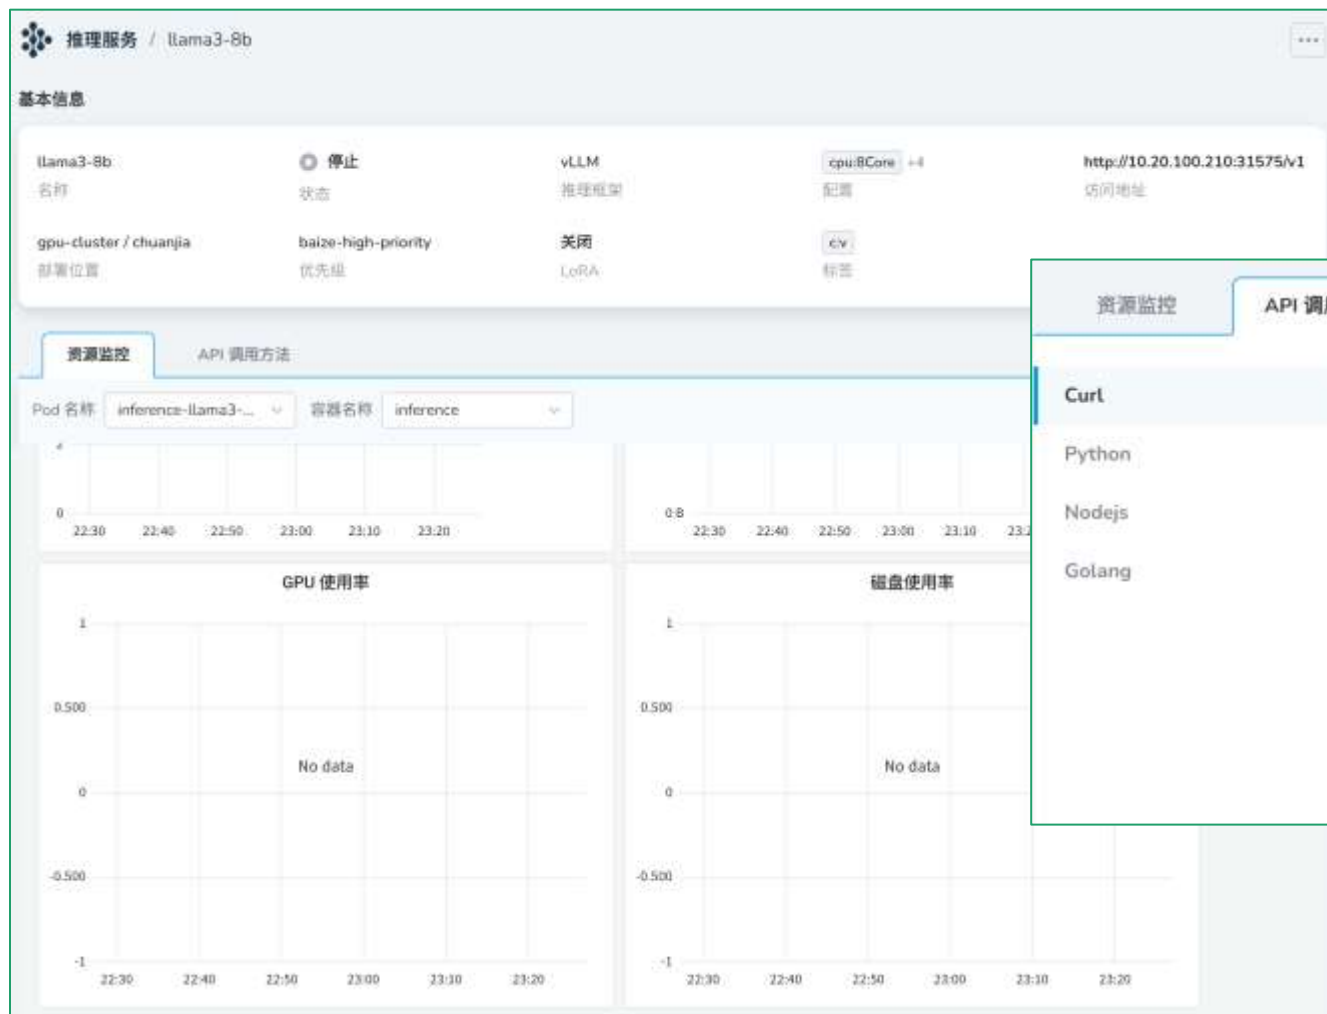 推理服务 / llama3-8b
基本信息
llama3-8b
名称
停止
状态
vLLM
推理框架
cpu:8Core +4
配置
http://10.20.100.210:31575/v1
访问地址
gpu-cluster / chuanjia
部署位置
baize-high-priority
优先级
关闭
LoRA
c:v
标签
资源监控 API 调用方法
Pod 名称 inference-llama3-... 容器名称 inference
2
0
22:30 22:40 22:50 23:00 23:10 23:20
0 B
22:30 22:40 22:50 23:00 23:10 23:2
GPU 使用率
1
0.500
No data
0
-0.500
-1
22:30 22:40 22:50 23:00 23:10 23:20
磁盘使用率
1
0.500
No data
0
-0.500
-1
22:30 22:40 22:50 23:00 23:10 23:20
资源监控 API 调
Curl
Python
Nodejs
Golang